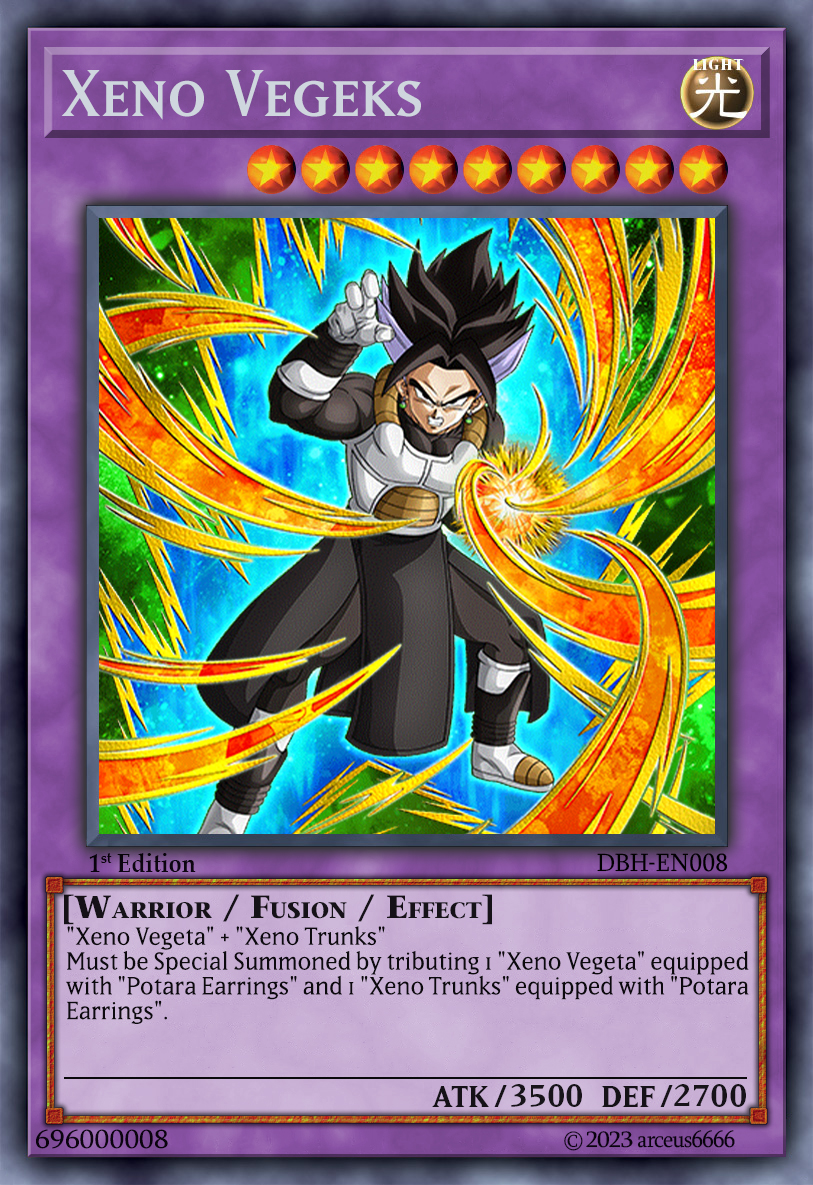 Xeno Vegeks
LIGHT
光
1st Edition
DBH-EN008
[Warrior / Fusion / Effect]
"Xeno Vegeta" + "Xeno Trunks"
Must be Special Summoned by tributing 1 "Xeno Vegeta" equipped
with "Potara Earrings" and 1 "Xeno Trunks" equipped with "Potara
Earrings".
ATK/3500 DEF/2700
696000008
©2023 arceus6666